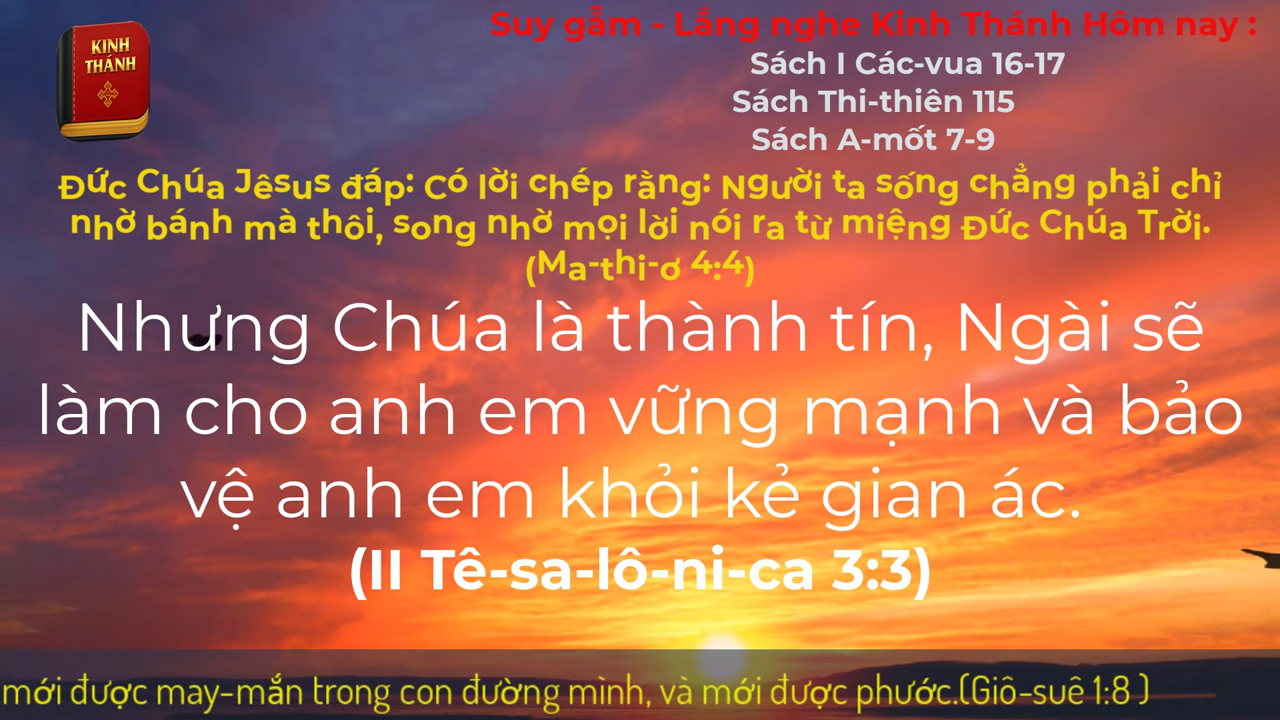 KINH
THÁNH
Suy gẫm - Lắng nghe Kinh Thánh Hôm nay :
Sách I Các-vua 16-17
Sách Thi-thiên 115
Sách A-mốt 7-9
Đức Chúa Jêsus đáp: Có lời chép rằng: Người ta sống chẳng phải chỉ
nhờ bánh mà thôi, song nhờ mọi lời nói ra từ miệng Đức Chúa Trời.
(Ma-thi-ơ 4:4)
Nhưng Chúa là thành tín, Ngài sẽ
làm cho anh em vững mạnh và bảo
vệ anh em khỏi kẻ gian ác.
(II Tê-sa-lô-ni-ca 3:3)
mới được may-mắn trong con đường mình, và mới được phước.(Giô-suê 1:8 )